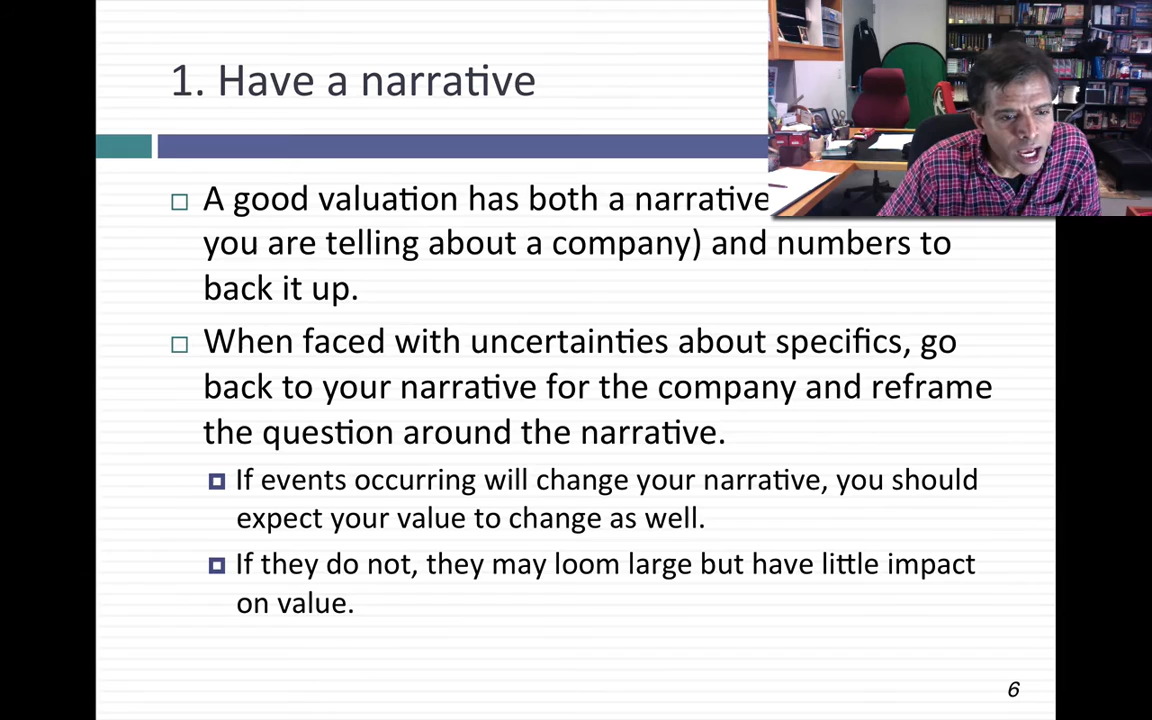 1. Have a narrative
A good valuation has both a narrative
you are telling about a company) and numbers to
back it up.
When faced with uncertainties about specifics, go
back to your narrative for the company and reframe
the question around the narrative.
If events occurring will change your narrative, you should
expect your value to change as well.
If they do not, they may loom large but have little impact
on value.
6